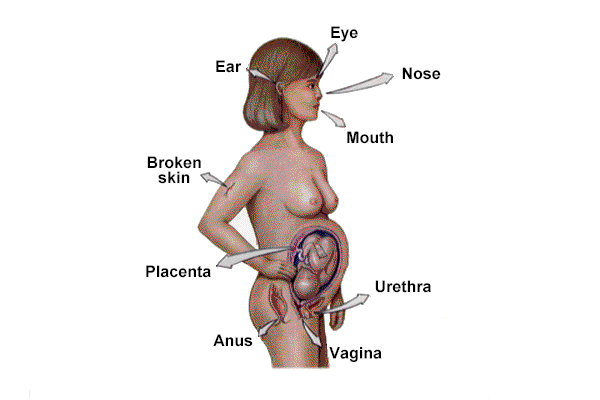 Eye
Ear
Nose
Mouth
Broken
skin
Placenta
Urethra
Anus
Vagina